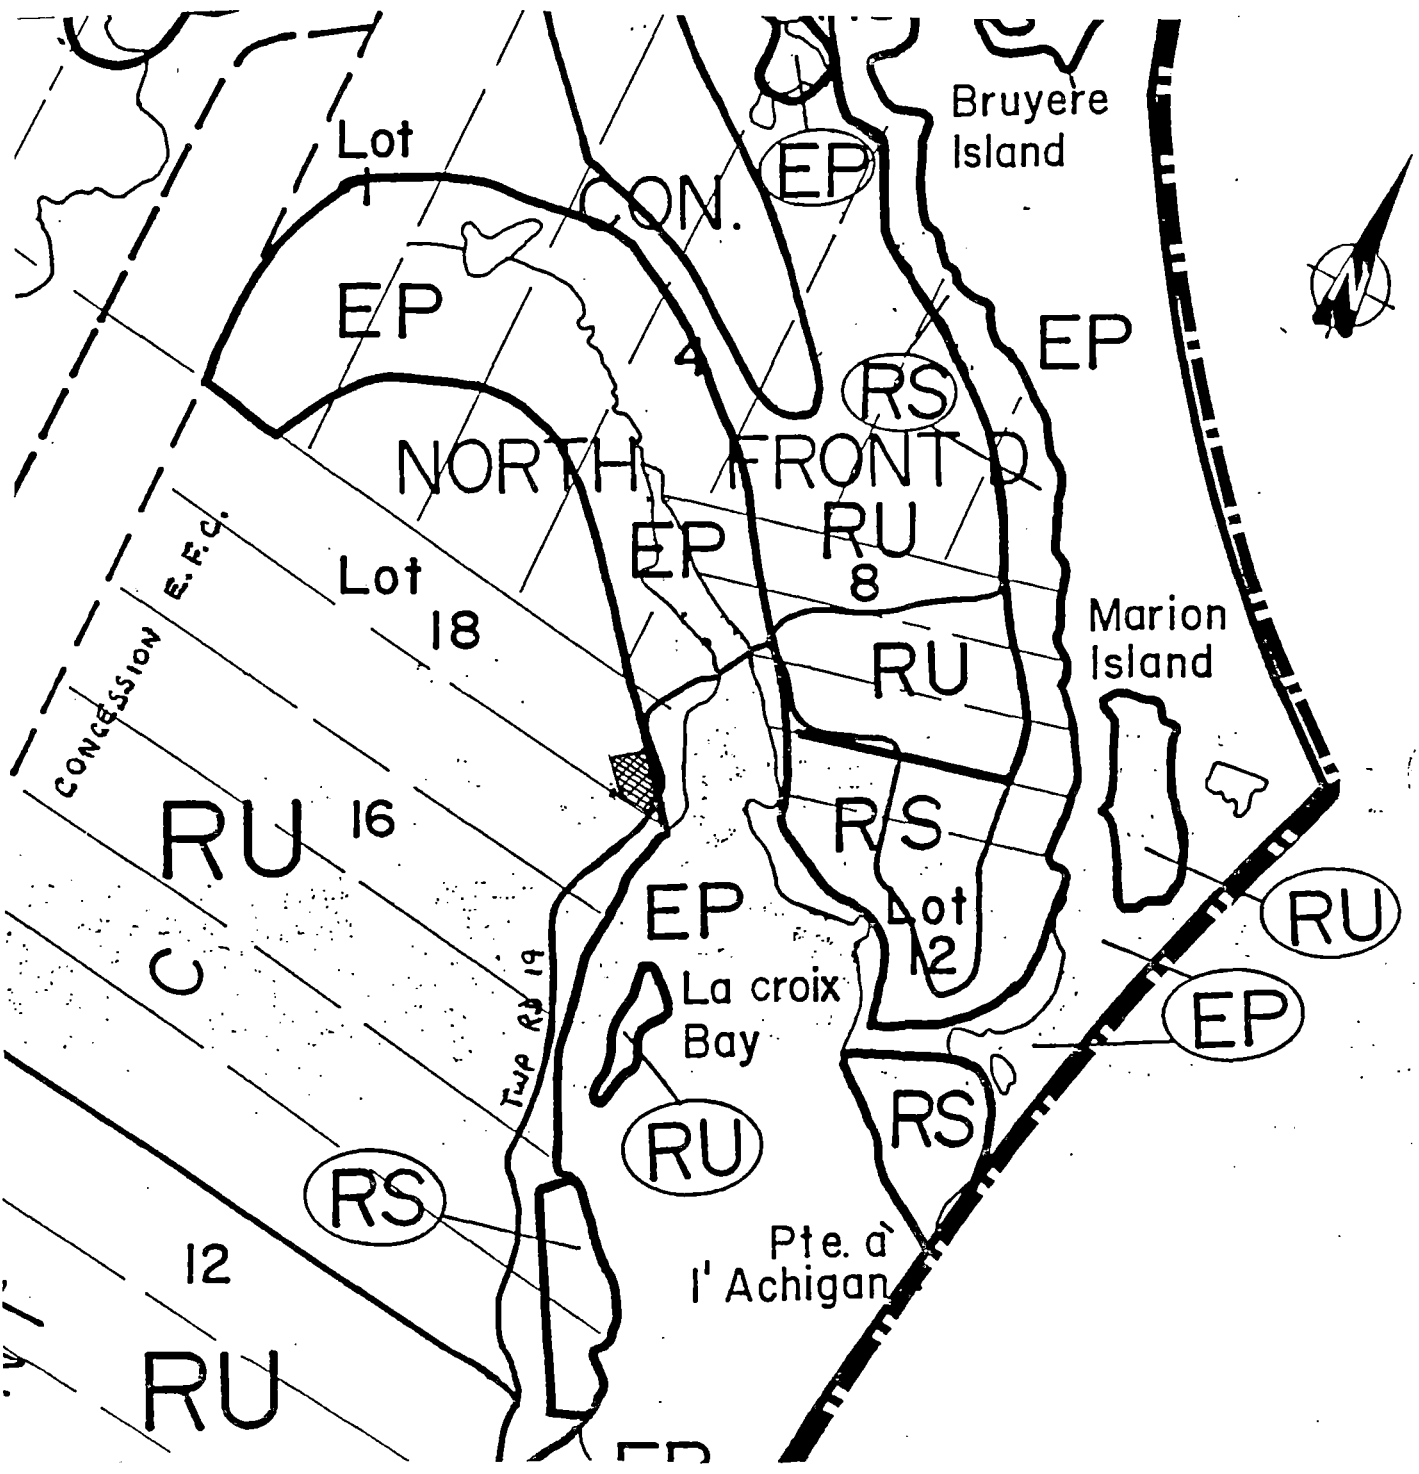 Bruyere
Island
Lot
EP
CON.
EP
EP
4
RS
NORTH FRONT D
RU
EP
8
CONCESSION E.F.C.
Lot
18
Marion
Island
RU
RU 16
RS
EP
Lot
12
RU
C
La croix
Bay
TWP RD 19
EP
RS
RU
RS
Pte. à
l'Achigan
12
RU
EP
N